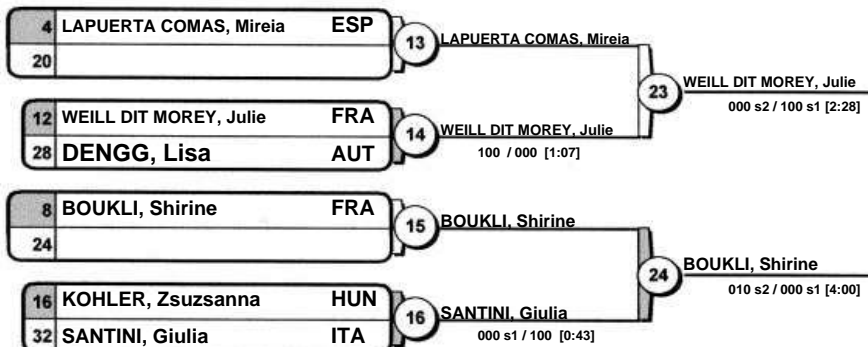 4 LAPUERTA COMAS, Mireia ESP
20
13 LAPUERTA COMAS, Mireia
12 WEILL DIT MOREY, Julie FRA
28 DENGG, Lisa AUT
14 WEILL DIT MOREY, Julie
100 / 000 [1:07]
23 WEILL DIT MOREY, Julie
000 s2 / 100 s1 [2:28]
8 BOUKLI, Shirine FRA
24
15 BOUKLI, Shirine
16 KOHLER, Zsuzsanna HUN
32 SANTINI, Giulia ITA
16 SANTINI, Giulia
000 s1 / 100 [0:43]
24 BOUKLI, Shirine
010 s2 / 000 s1 [4:00]